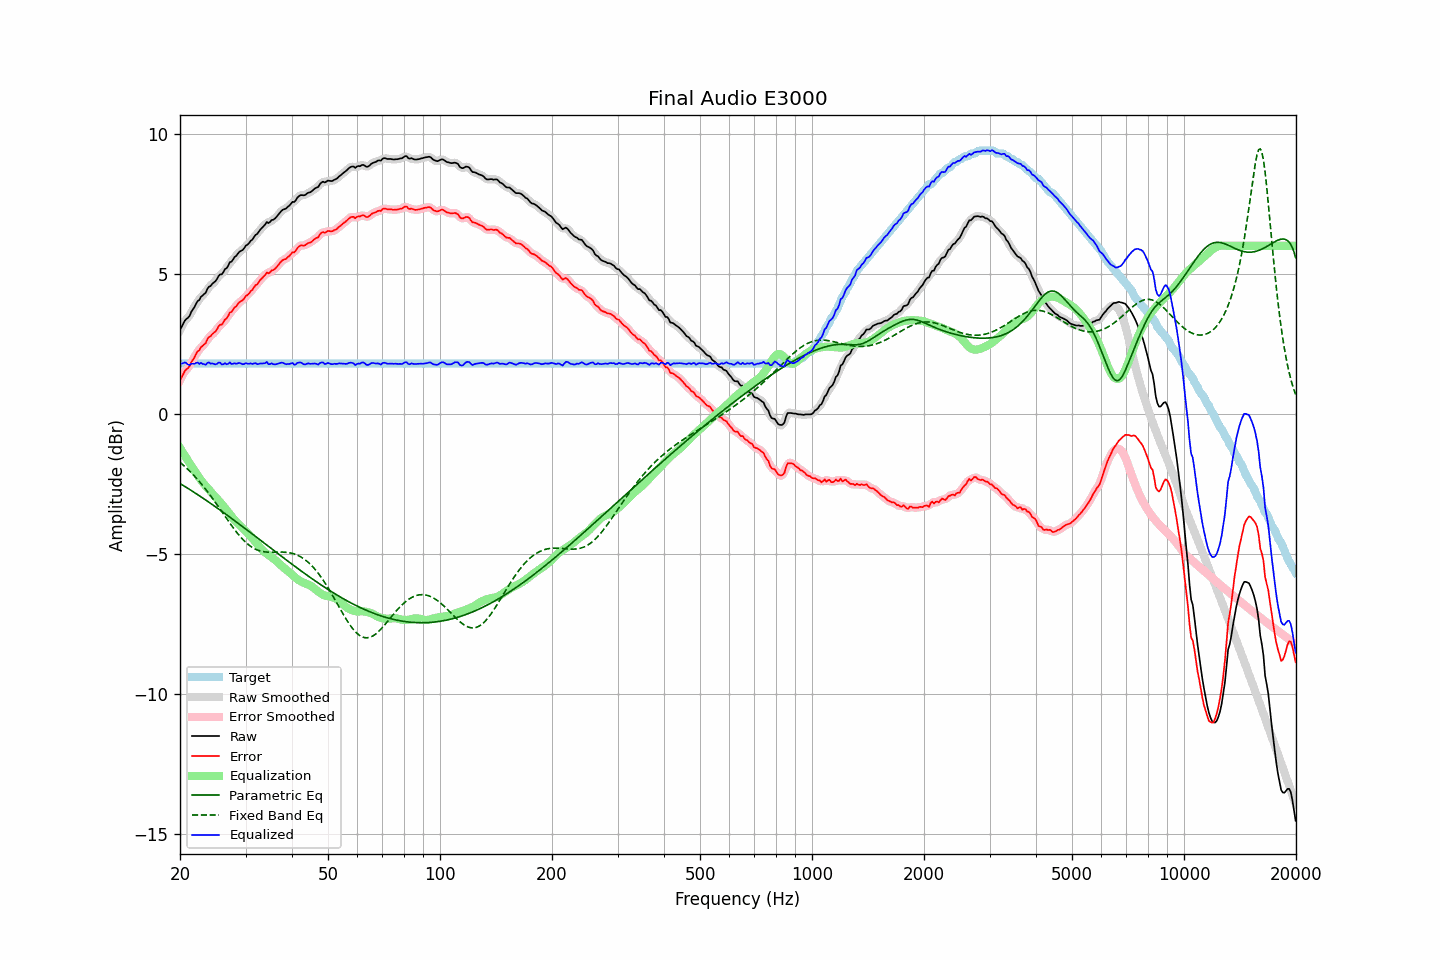 Final Audio E3000
Amplitude (dBr)
10
5
0
−5
−10
−15
Target
Raw Smoothed
Error Smoothed
Raw
Error
Equalization
Parametric Eq
Fixed Band Eq
Equalized
20 50 100 200 500 1000 2000 5000 10000 20000
Frequency (Hz)